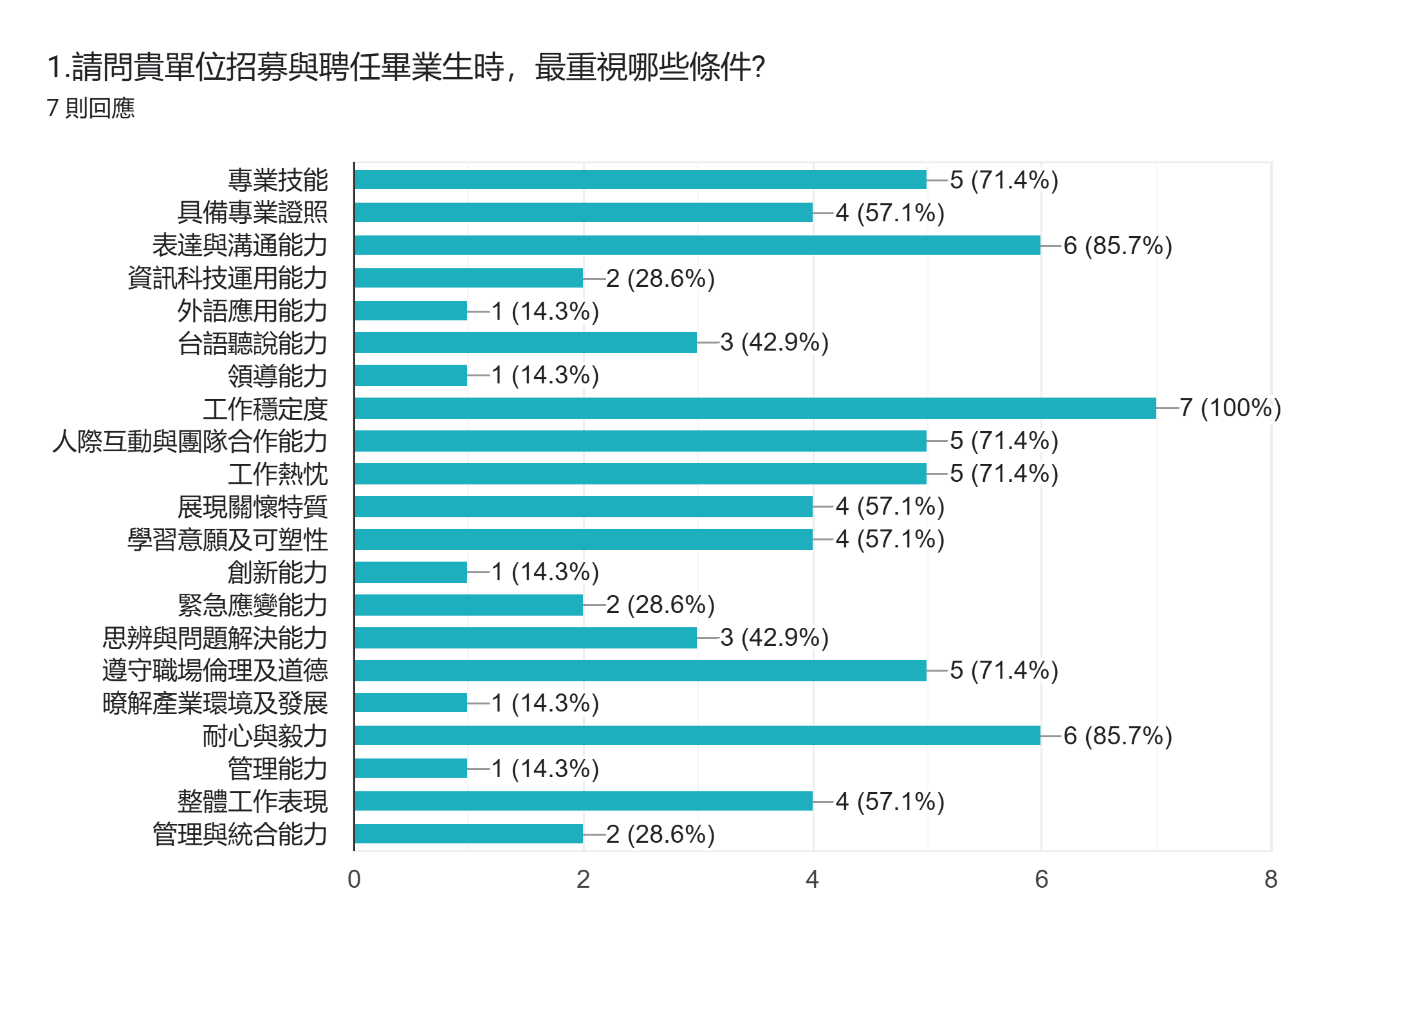 1.請問貴單位招募與聘任畢業生時，最重視哪些條件?
7 則回應
專業技能 5 (71.4%)
具備專業證照 4 (57.1%)
表達與溝通能力 6 (85.7%)
資訊科技運用能力 2 (28.6%)
外語應用能力 1 (14.3%)
台語聽說能力 3 (42.9%)
領導能力 1 (14.3%)
工作穩定度 7 (100%)
人際互動與團隊合作能力 5 (71.4%)
工作熱忱 5 (71.4%)
展現關懷特質 4 (57.1%)
學習意願及可塑性 4 (57.1%)
創新能力 1 (14.3%)
緊急應變能力 2 (28.6%)
思辨與問題解決能力 3 (42.9%)
遵守職場倫理及道德 5 (71.4%)
暸解產業環境及發展 1 (14.3%)
耐心與毅力 6 (85.7%)
管理能力 1 (14.3%)
整體工作表現 4 (57.1%)
管理與統合能力 2 (28.6%)
0 2 4 6 8